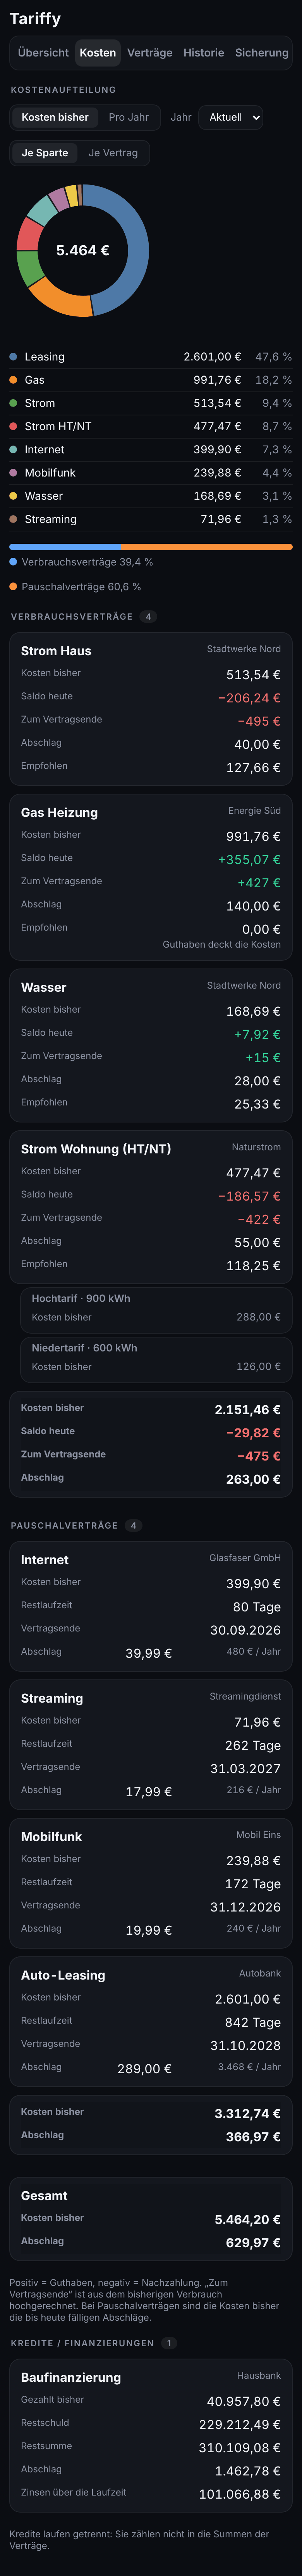 Tariffy
Übersicht Kosten Verträge Historie Sicherung
KOSTENAUFTEILUNG
Kosten bisher Pro Jahr Jahr Aktuell
Je Sparte Je Vertrag
5.464 €
Leasing 2.601,00 € 47,6 %
Gas 991,76 € 18,2 %
Strom 513,54 € 9,4 %
Strom HT/NT 477,47 € 8,7 %
Internet 399,90 € 7,3 %
Mobilfunk 239,88 € 4,4 %
Wasser 168,69 € 3,1 %
Streaming 71,96 € 1,3 %
Verbrauchsverträge 39,4 %
Pauschalverträge 60,6 %
VERBRAUCHSVERTRÄGE 4
Strom Haus Stadtwerke Nord
Kosten bisher 513,54 €
Saldo heute −206,24 €
Zum Vertragsende −495 €
Abschlag 40,00 €
Empfohlen 127,66 €
Gas Heizung Energie Süd
Kosten bisher 991,76 €
Saldo heute +355,07 €
Zum Vertragsende +427 €
Abschlag 140,00 €
Empfohlen 0,00 €
Guthaben deckt die Kosten
Wasser Stadtwerke Nord
Kosten bisher 168,69 €
Saldo heute +7,92 €
Zum Vertragsende +15 €
Abschlag 28,00 €
Empfohlen 25,33 €
Strom Wohnung (HT/NT) Naturstrom
Kosten bisher 477,47 €
Saldo heute −186,57 €
Zum Vertragsende −422 €
Abschlag 55,00 €
Empfohlen 118,25 €
Hochtarif · 900 kWh
Kosten bisher 288,00 €
Niedertarif · 600 kWh
Kosten bisher 126,00 €
Kosten bisher 2.151,46 €
Saldo heute −29,82 €
Zum Vertragsende −475 €
Abschlag 263,00 €
PAUSCHALVERTRÄGE 4
Internet Glasfaser GmbH
Kosten bisher 399,90 €
Restlaufzeit 80 Tage
Vertragsende 30.09.2026
Abschlag 39,99 € 480 € / Jahr
Streaming Streamingdienst
Kosten bisher 71,96 €
Restlaufzeit 262 Tage
Vertragsende 31.03.2027
Abschlag 17,99 € 216 € / Jahr
Mobilfunk Mobil Eins
Kosten bisher 239,88 €
Restlaufzeit 172 Tage
Vertragsende 31.12.2026
Abschlag 19,99 € 240 € / Jahr
Auto-Leasing Autobank
Kosten bisher 2.601,00 €
Restlaufzeit 842 Tage
Vertragsende 31.10.2028
Abschlag 289,00 € 3.468 € / Jahr
Kosten bisher 3.312,74 €
Abschlag 366,97 €
Gesamt
Kosten bisher 5.464,20 €
Abschlag 629,97 €
Positiv = Guthaben, negativ = Nachzahlung. „Zum
Vertragsende“ ist aus dem bisherigen Verbrauch
hochgerechnet. Bei Pauschalverträgen sind die Kosten bisher
die bis heute fälligen Abschläge.
KREDITE / FINANZIERUNGEN 1
Baufinanzierung Hausbank
Gezahlt bisher 40.957,80 €
Restschuld 229.212,49 €
Restsumme 310.109,08 €
Abschlag 1.462,78 €
Zinsen über die Laufzeit 101.066,88 €
Kredite laufen getrennt: Sie zählen nicht in die Summen der
Verträge.